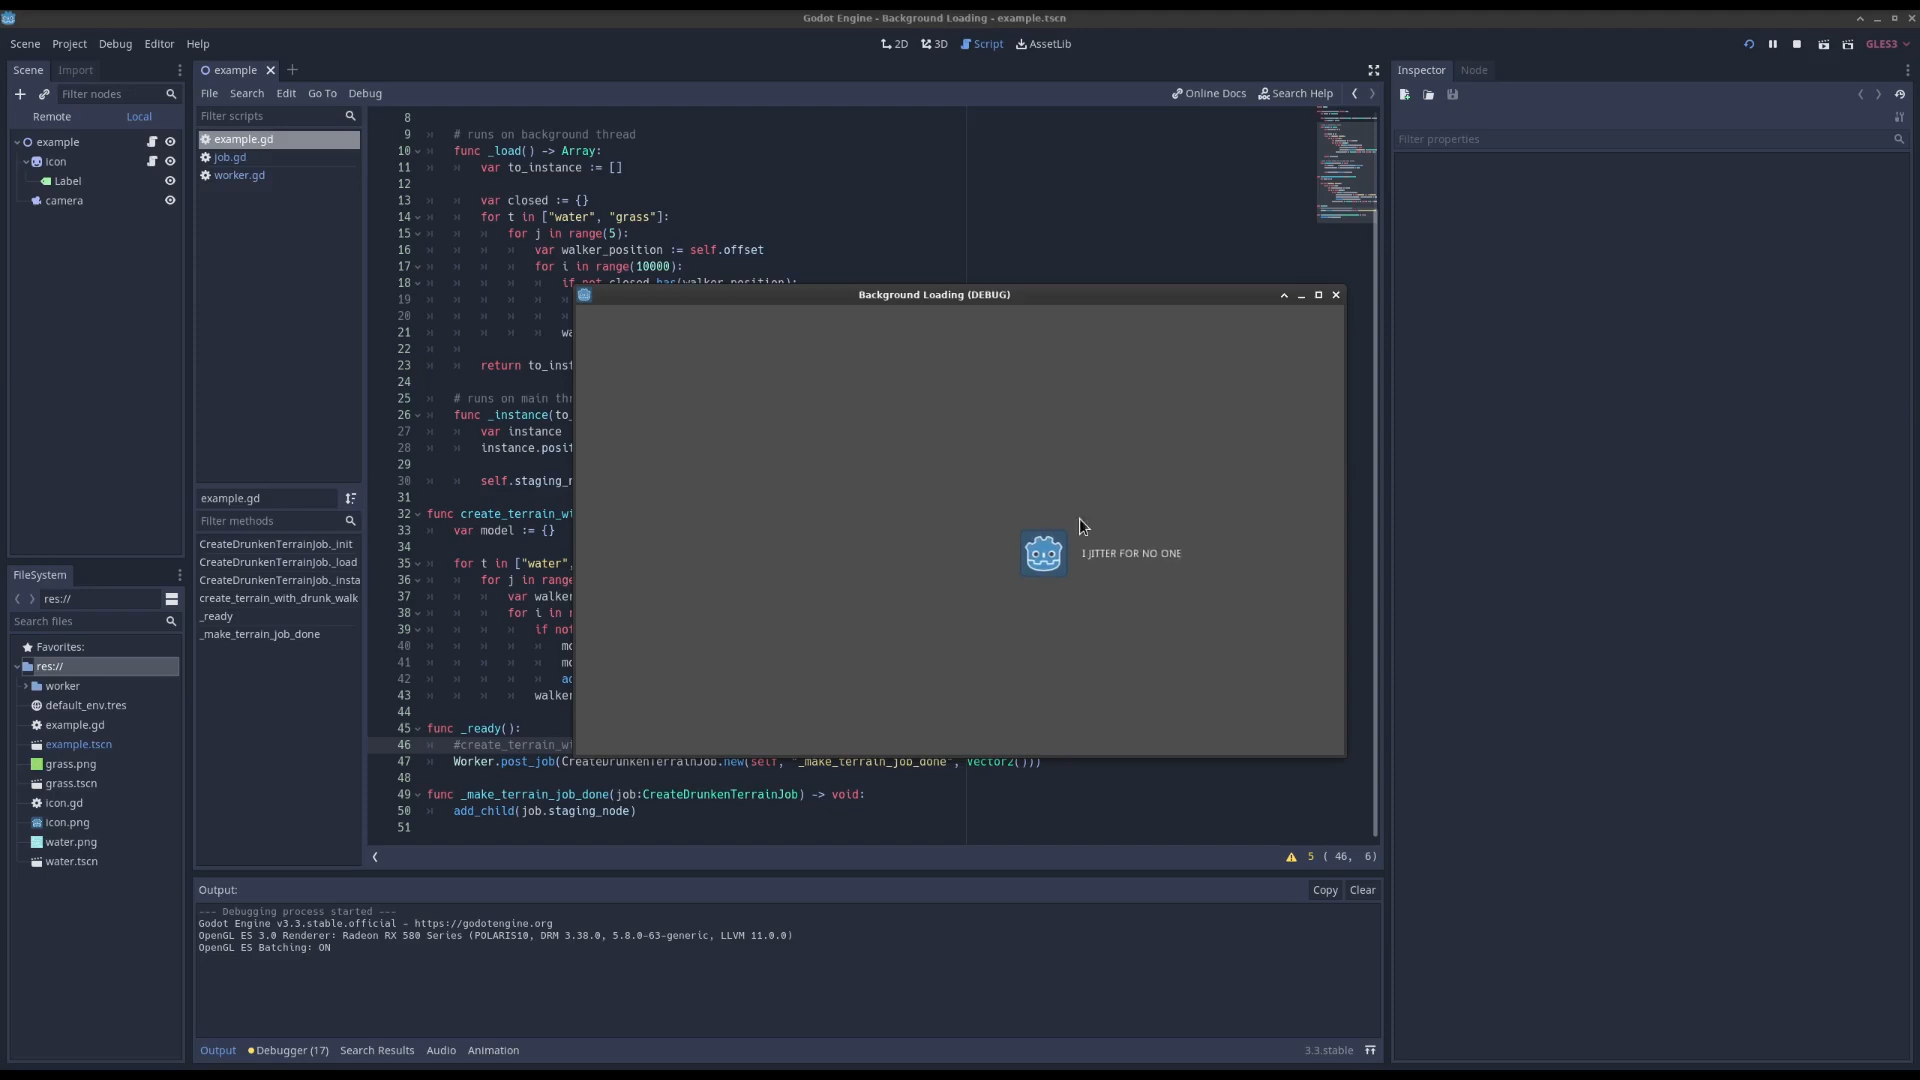 Godot Engine - Background Loading - example.tscn
Scene Project Debug Editor Help
2D 3D Script AssetLib
GLES3
Scene Import
Filter nodes
Remote Local
example
icon
Label
camera
FileSystem
res://
Search files
Favorites:
res://
worker
default_env.tres
example.gd
example.tscn
grass.png
grass.tscn
icon.gd
icon.png
water.png
water.tscn
example
File Search Edit Go To Debug
Online Docs Search Help
Filter scripts
example.gd
job.gd
worker.gd
example.gd
Filter methods
CreateDrunkenTerrainJob._init
CreateDrunkenTerrainJob._load
CreateDrunkenTerrainJob._insta
create_terrain_with_drunk_walk
_ready
_make_terrain_job_done
8
9 # runs on background thread
10 func _load() -> Array:
11 var to_instance := []
12
13 var closed := {}
14 for t in ["water", "grass"]:
15 for j in range(5):
16 var walker_position := self.offset
17 for i in range(10000):
18 if not closed.has(walker_position):
19
20
21 wa
22
23 return to_inst
24
25 # runs on main thr
26 func _instance(to_
27 var instance
28 instance.posit
29
30 self.staging_n
31
32 func create_terrain_wi
33 var model := {}
34
35 for t in ["water",
36 for j in range
37 var walker
38 for i in r
39 if not
40 mo
41 mo
42 ad
43 walker
44
45 func _ready():
46 #create_terrain_wi
47 Worker.post_job(CreateDrunkenTerrainJob.new(self, "_make_terrain_job_done", Vector2()))
48
49 func _make_terrain_job_done(job:CreateDrunkenTerrainJob) -> void:
50 add_child(job.staging_node)
51
5 ( 46, 6)
Background Loading (DEBUG)
I JITTER FOR NO ONE
Output:
Copy Clear
--- Debugging process started ---
Godot Engine v3.3.stable.official - https://godotengine.org
OpenGL ES 3.0 Renderer: Radeon RX 580 Series (POLARIS10, DRM 3.38.0, 5.8.0-63-generic, LLVM 11.0.0)
OpenGL ES Batching: ON
Output Debugger (17) Search Results Audio Animation
3.3.stable
Inspector Node
Filter properties